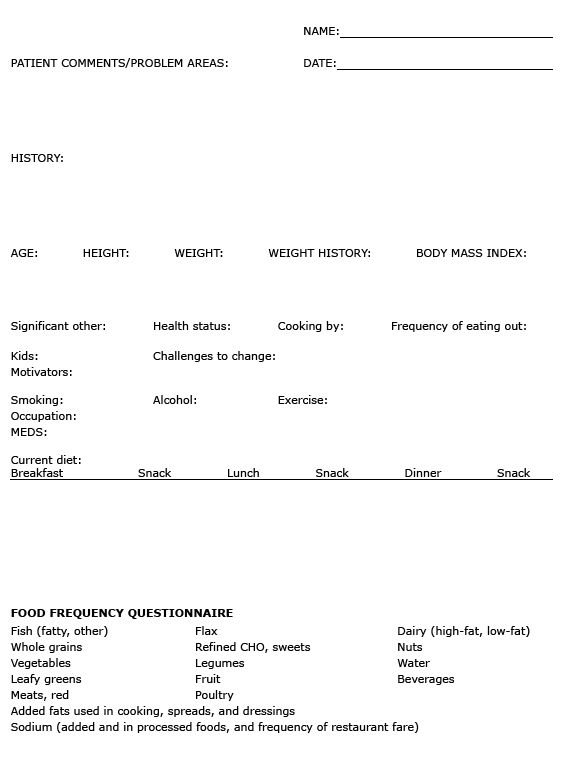 NAME:
PATIENT COMMENTS/PROBLEM AREAS: DATE:
HISTORY:
AGE: HEIGHT: WEIGHT: WEIGHT HISTORY: BODY MASS INDEX:
Significant other: Health status: Cooking by: Frequency of eating out:
Kids: Challenges to change:
Motivators:
Smoking: Alcohol: Exercise:
Occupation:
MEDS:
Current diet:
Breakfast Snack Lunch Snack Dinner Snack
FOOD FREQUENCY QUESTIONNAIRE
Fish (fatty, other) Flax Dairy (high-fat, low-fat)
Whole grains Refined CHO, sweets Nuts
Vegetables Legumes Water
Leafy greens Fruit Beverages
Meats, red Poultry
Added fats used in cooking, spreads, and dressings
Sodium (added and in processed foods, and frequency of restaurant fare)